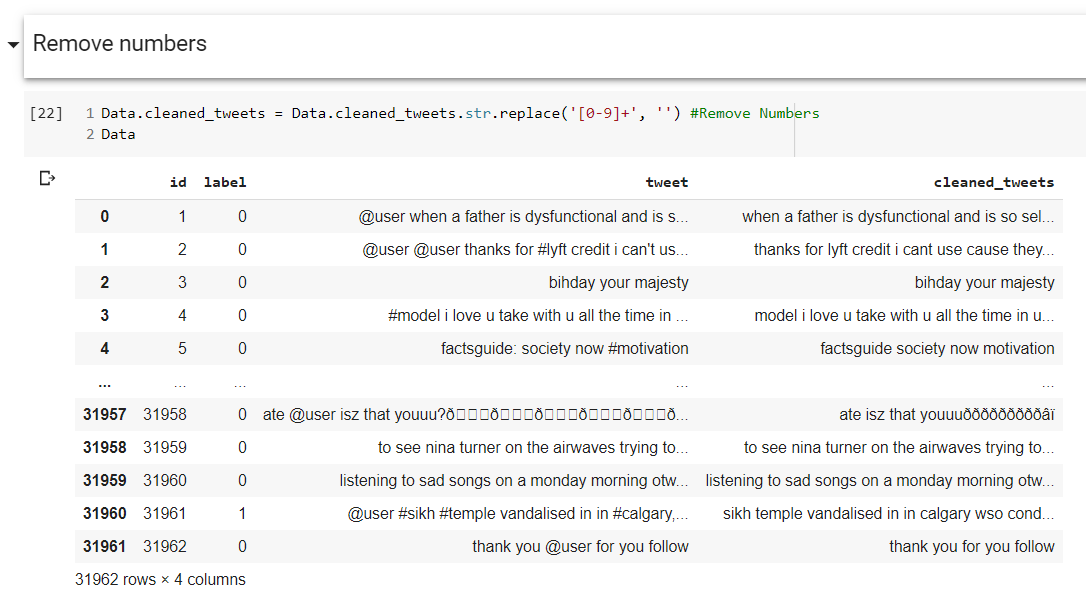 Remove numbers
[22] 1 Data.cleaned_tweets = Data.cleaned_tweets.str.replace('[0-9]+', '') #Remove Numbers
2 Data
id label tweet cleaned_tweets
0 1 0 @user when a father is dysfunctional and is s... when a father is dysfunctional and is so sel...
1 2 0 @user @user thanks for #lyft credit i can't us... thanks for lyft credit i cant use cause they...
2 3 0 bihday your majesty bihday your majesty
3 4 0 #model i love u take with u all the time in ... model i love u take with u all the time in u...
4 5 0 factsguide: society now #motivation factsguide society now motivation
... ... ... ... ...
31957 31958 0 ate @user isz that youuu?ð□□□ð□□□ð□□□ð□□□ð□□□ð... ate isz that youuuðððððððððâï
31958 31959 0 to see nina turner on the airwaves trying to... to see nina turner on the airwaves trying to...
31959 31960 0 listening to sad songs on a monday morning otw... listening to sad songs on a monday morning otw...
31960 31961 1 @user #sikh #temple vandalised in in #calgary,... sikh temple vandalised in in calgary wso cond...
31961 31962 0 thank you @user for you follow thank you for you follow
31962 rows × 4 columns